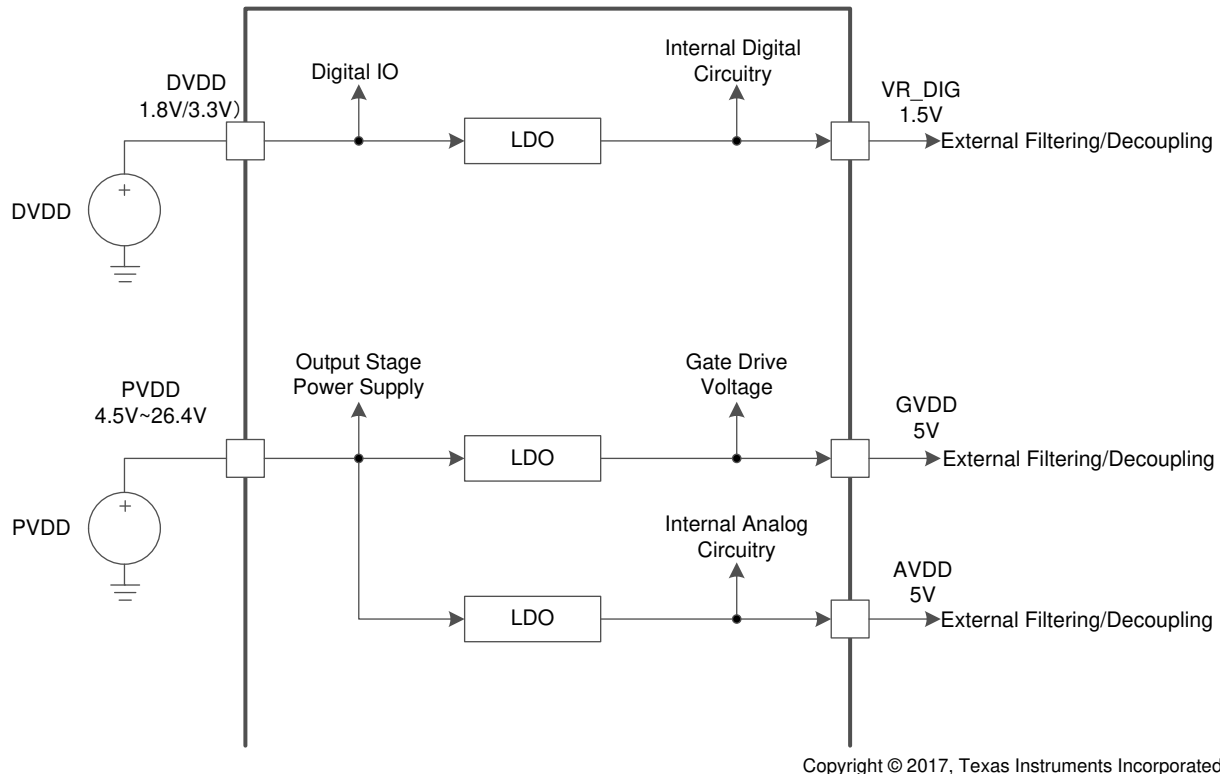 DVDD
1.8V/3.3V)
Digital IO
Internal Digital
Circuitry
VR_DIG
1.5V
LDO
External Filtering/Decoupling
+
DVDD
PVDD
4.5V~26.4V
Output Stage
Power Supply
Gate Drive
Voltage
GVDD
5V
LDO
External Filtering/Decoupling
+
PVDD
Internal Analog
Circuitry
AVDD
5V
LDO
External Filtering/Decoupling
Copyright © 2017, Texas Instruments Incorporated